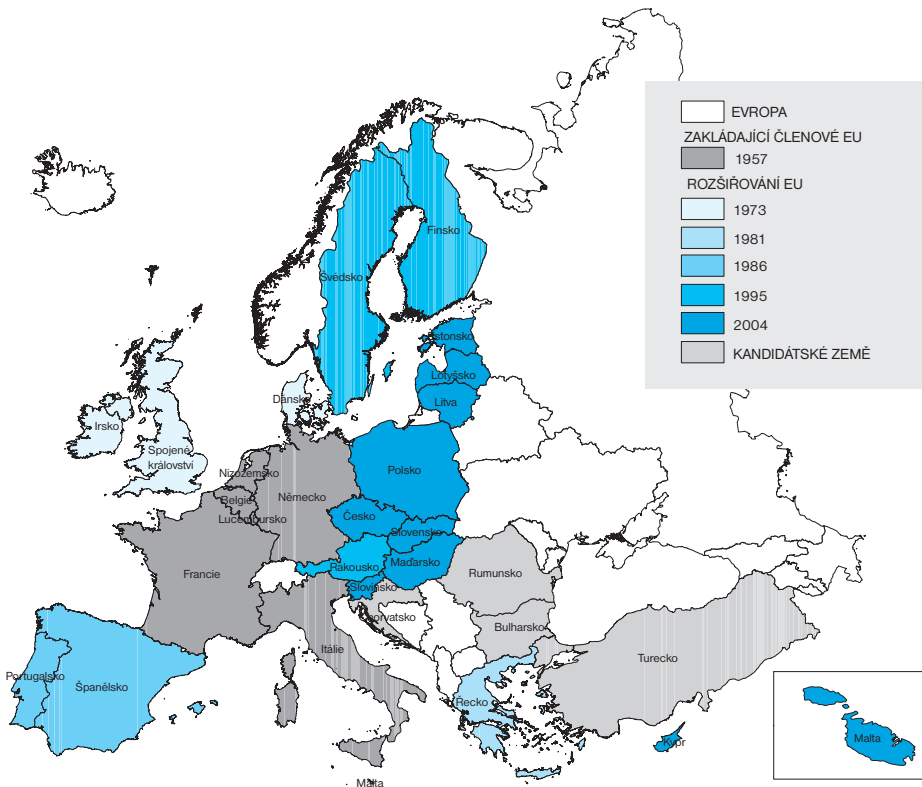 EVROPA
ZAKLÁDAJÍCÍ ČLENOVÉ EU
1957
ROZŠIŘOVÁNÍ EU
1973
1981
1986
1995
2004
KANDIDÁTSKÉ ZEMĚ
Finsko
Švédsko
Estonsko
Lotyšsko
Litva
Dánsko
Irsko
Spojené
království
Nizozemsko
Belgie
Lucembursko
Německo
Polsko
Česko
Slovensko
Rakousko
Maďarsko
Slovinsko
Francie
Rumunsko
Chorvatsko
Bulharsko
Itálie
Turecko
Portugalsko
Španělsko
Řecko
Kypr
Malta
Malta